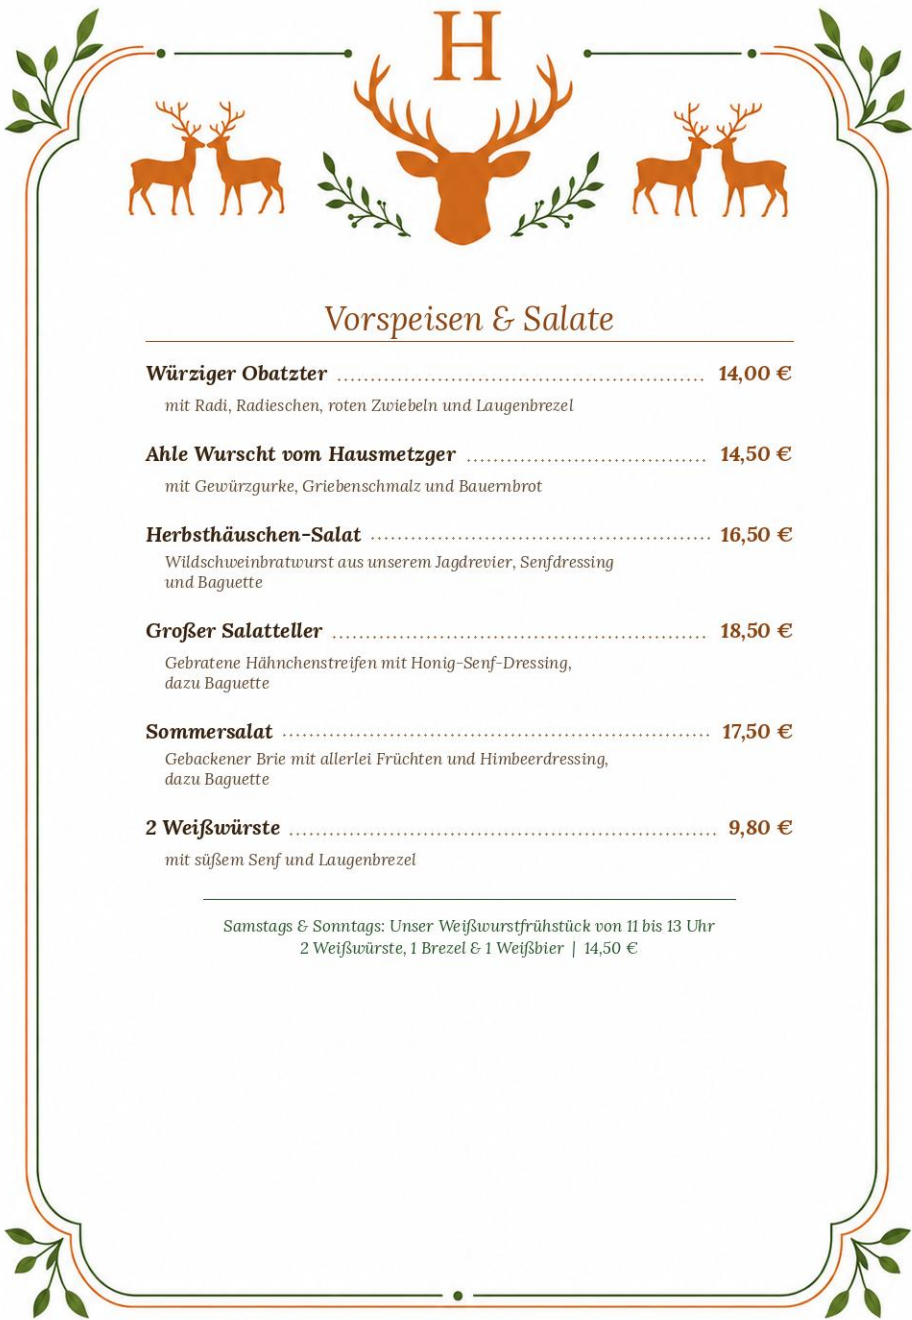 H
Vorspeisen & Salate
Würziger Obatzter ........................................................ 14,00 €
mit Radi, Radieschen, roten Zwiebeln und Laugenbrezel
Ahle Wurscht vom Hausmetzger ..................................... 14,50 €
mit Gewürzgurke, Griebenschmalz und Bauernbrot
Herbsthäuschen-Salat .................................................... 16,50 €
Wildschweinbratwurst aus unserem Jagdrevier, Senfdressing
und Baguette
Großer Salatteller ......................................................... 18,50 €
Gebratene Hähnchenstreifen mit Honig-Senf-Dressing,
dazu Baguette
Sommersalat ................................................................. 17,50 €
Gebackener Brie mit allerlei Früchten und Himbeerdressing,
dazu Baguette
2 Weißwürste ................................................................. 9,80 €
mit süßem Senf und Laugenbrezel
Samstags & Sonntags: Unser Weißwurstfrühstück von 11 bis 13 Uhr
2 Weißwürste, 1 Brezel & 1 Weißbier | 14,50 €